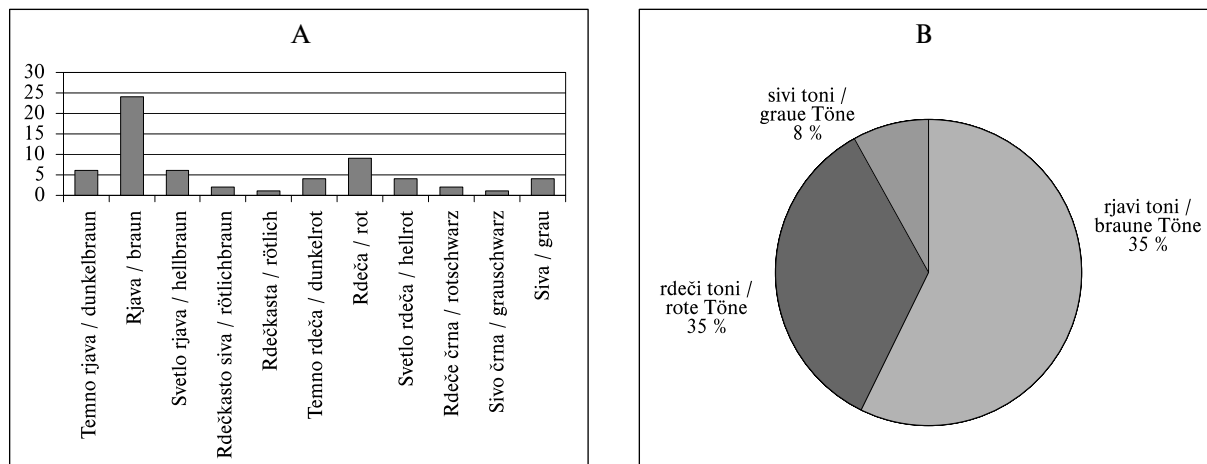 A
30
25
20
15
10
5
0
Temno rjava / dunkelbraun
Rjava / braun
Svetlo rjava / hellbraun
Rdečkasto siva / rötlichbraun
Rdečkasta / rötlich
Temno rdeča / dunkelrot
Rdeča / rot
Svetlo rdeča / hellrot
Rdeče črna / rotschwarz
Sivo črna / grauschwarz
Siva / grau
B
sivi toni /
graue Töne
8 %
rjavi toni /
braune Töne
35 %
rdeči toni /
rote Töne
35 %